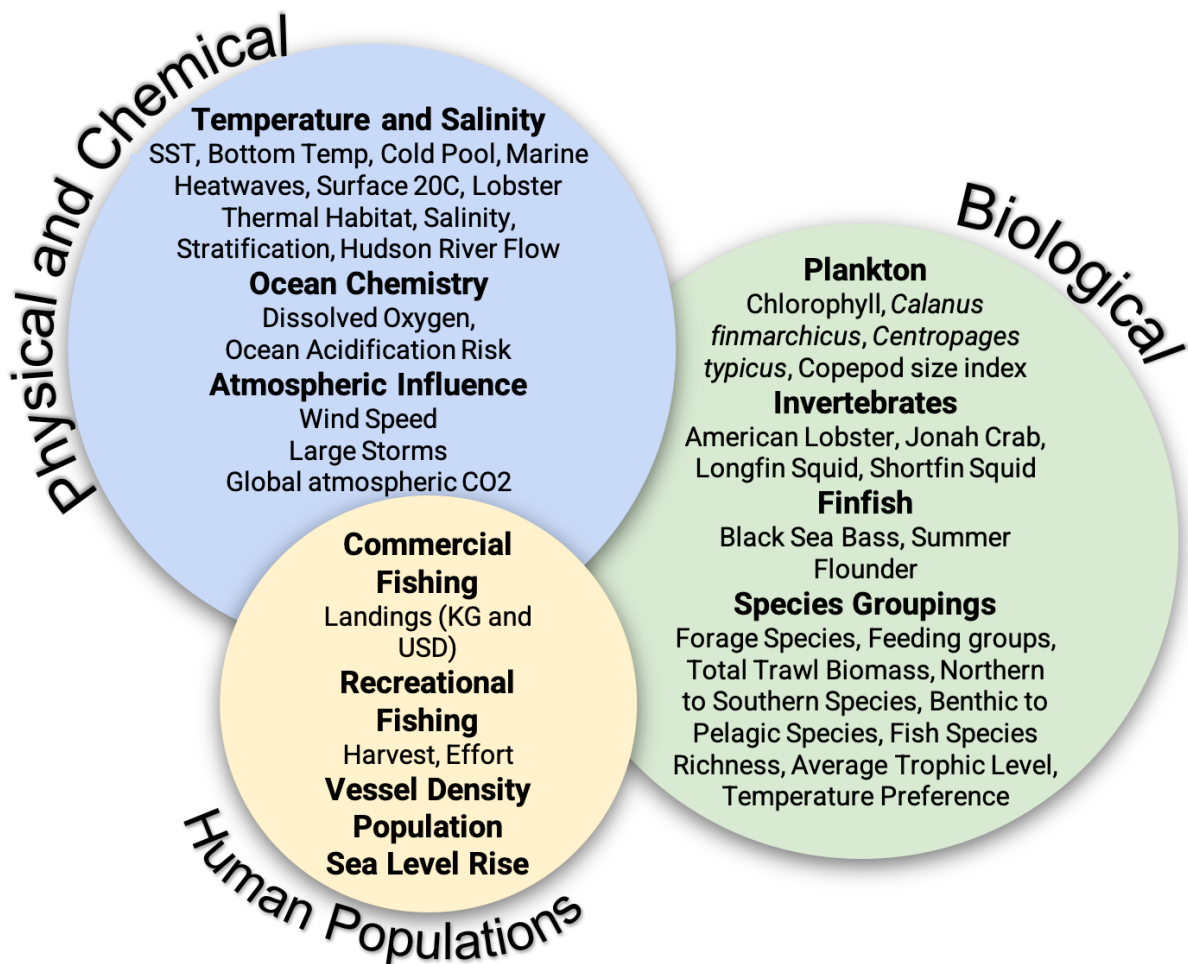 Physical and Chemical
Temperature and Salinity
SST, Bottom Temp, Cold Pool, Marine
Heatwaves, Surface 20C, Lobster
Thermal Habitat, Salinity,
Stratification, Hudson River Flow
Ocean Chemistry
Dissolved Oxygen,
Ocean Acidification Risk
Atmospheric Influence
Wind Speed
Large Storms
Global atmospheric CO2
Biological
Plankton
Chlorophyll, Calanus
finmarchicus, Centropages
typicus, Copepod size index
Invertebrates
American Lobster, Jonah Crab,
Longfin Squid, Shortfin Squid
Finfish
Black Sea Bass, Summer
Flounder
Species Groupings
Forage Species, Feeding groups,
Total Trawl Biomass, Northern
to Southern Species, Benthic to
Pelagic Species, Fish Species
Richness, Average Trophic Level,
Temperature Preference
Commercial
Fishing
Landings (KG and
USD)
Recreational
Fishing
Harvest, Effort
Vessel Density
Population
Sea Level Rise
Human Populations